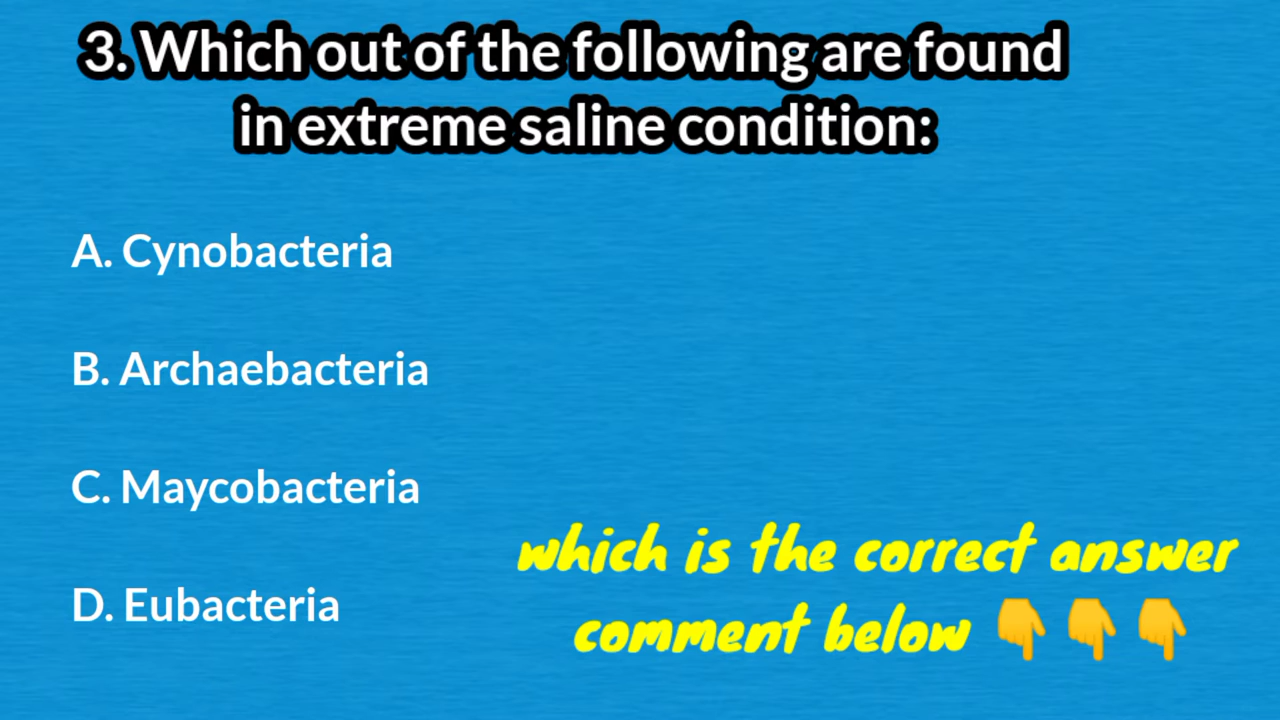 3. Which out of the following are found
in extreme saline condition:
A. Cynobacteria
B. Archaebacteria
C. Maycobacteria
D. Eubacteria
which is the correct answer
comment below 👇👇👇